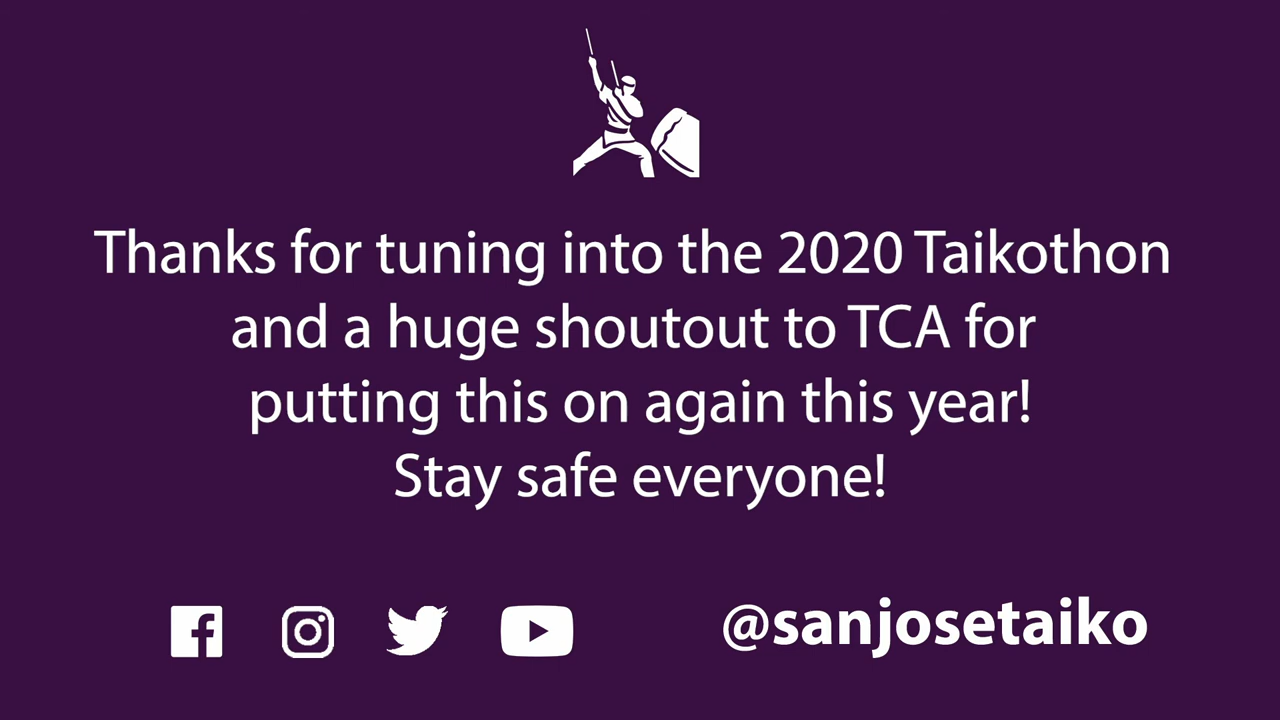 Thanks for tuning into the 2020 Taikothon
and a huge shoutout to TCA for
putting this on again this year!
Stay safe everyone!
@sanjosetaiko